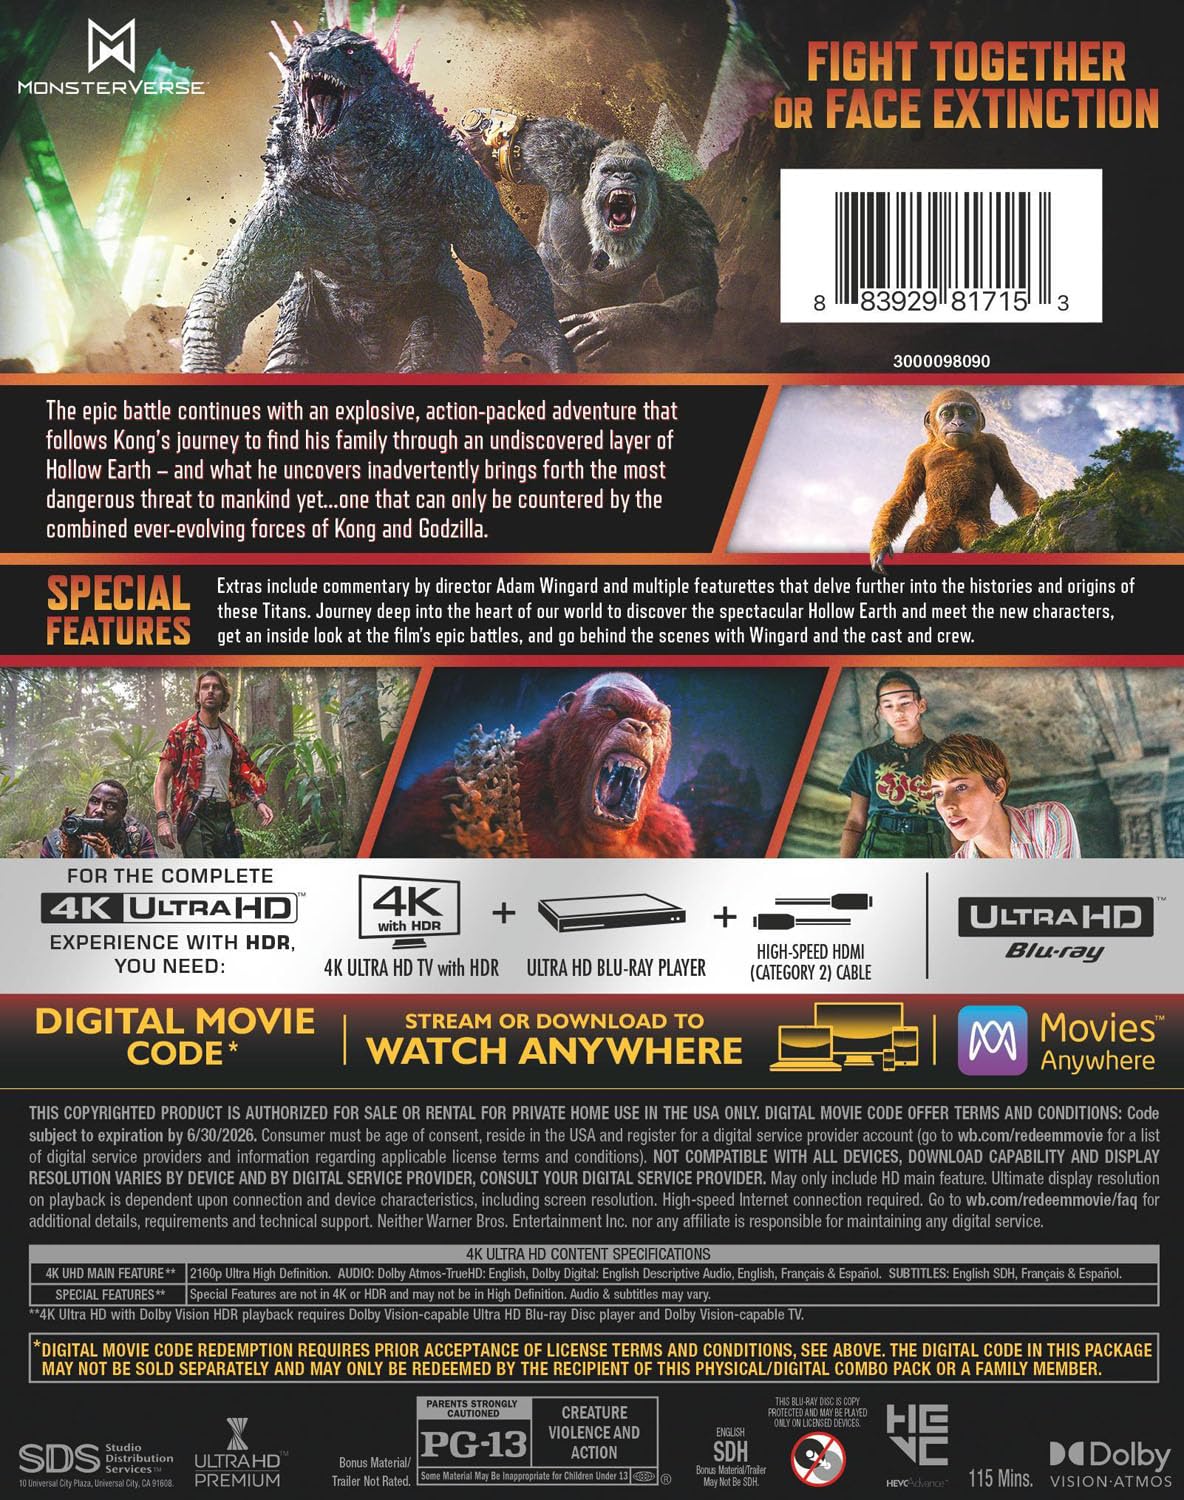 MONSTERVERSE
FIGHT TOGETHER
OR FACE EXTINCTION
8 83929 81715 3
3000098090
The epic battle continues with an explosive, action-packed adventure that
follows Kong's journey to find his family through an undiscovered layer of
Hollow Earth – and what he uncovers inadvertently brings forth the most
dangerous threat to mankind yet...one that can only be countered by the
combined ever-evolving forces of Kong and Godzilla.
SPECIAL
FEATURES
Extras include commentary by director Adam Wingard and multiple featurettes that delve further into the histories and origins of
these Titans. Journey deep into the heart of our world to discover the spectacular Hollow Earth and meet the new characters,
get an inside look at the film's epic battles, and go behind the scenes with Wingard and the cast and crew.
FOR THE COMPLETE
4K ULTRA HD™
EXPERIENCE WITH HDR,
YOU NEED:
4K
with HDR
4K ULTRA HD TV with HDR
+
ULTRA HD BLU-RAY PLAYER
+
HIGH-SPEED HDMI
(CATEGORY 2) CABLE
ULTRA HD™
Blu-ray
DIGITAL MOVIE
CODE*
STREAM OR DOWNLOAD TO
WATCH ANYWHERE
Movies™
Anywhere
THIS COPYRIGHTED PRODUCT IS AUTHORIZED FOR SALE OR RENTAL FOR PRIVATE HOME USE IN THE USA ONLY. DIGITAL MOVIE CODE OFFER TERMS AND CONDITIONS: Code
subject to expiration by 6/30/2026. Consumer must be age of consent, reside in the USA and register for a digital service provider account (go to wb.com/redeemmovie for a list
of digital service providers and information regarding applicable license terms and conditions). NOT COMPATIBLE WITH ALL DEVICES, DOWNLOAD CAPABILITY AND DISPLAY
RESOLUTION VARIES BY DEVICE AND BY DIGITAL SERVICE PROVIDER, CONSULT YOUR DIGITAL SERVICE PROVIDER. May only include HD main feature. Ultimate display resolution
on playback is dependent upon connection and device characteristics, including screen resolution. High-speed Internet connection required. Go to wb.com/redeemmovie/faq for
additional details, requirements and technical support. Neither Warner Bros. Entertainment Inc. nor any affiliate is responsible for maintaining any digital service.
4K ULTRA HD CONTENT SPECIFICATIONS
4K UHD MAIN FEATURE** 2160p Ultra High Definition. AUDIO: Dolby Atmos-TrueHD: English, Dolby Digital: English Descriptive Audio, English, Français & Español. SUBTITLES: English SDH, Français & Español.
SPECIAL FEATURES** Special Features are not in 4K or HDR and may not be in High Definition. Audio & subtitles may vary.
**4K Ultra HD with Dolby Vision HDR playback requires Dolby Vision-capable Ultra HD Blu-ray Disc player and Dolby Vision-capable TV.
*DIGITAL MOVIE CODE REDEMPTION REQUIRES PRIOR ACCEPTANCE OF LICENSE TERMS AND CONDITIONS, SEE ABOVE. THE DIGITAL CODE IN THIS PACKAGE
MAY NOT BE SOLD SEPARATELY AND MAY ONLY BE REDEEMED BY THE RECIPIENT OF THIS PHYSICAL/DIGITAL COMBO PACK OR A FAMILY MEMBER.
SDS Studio
Distribution
Services™
10 Universal City Plaza, Universal City, CA 91608.
ULTRA HD™
PREMIUM
Bonus Material/
Trailer Not Rated.
PARENTS STRONGLY
CAUTIONED
PG-13
CREATURE
VIOLENCE AND
ACTION
Some Material May Be Inappropriate for Children Under 13
®
ENGLISH
SDH
Bonus Material/Trailer
May Not Be SDH.
THIS BLU-RAY DISC IS COPY
PROTECTED AND MAY BE PLAYED
ONLY ON LICENSED DEVICES.
HEVC
HEVCAdvance™
115 Mins.
Dolby
VISION·ATMOS